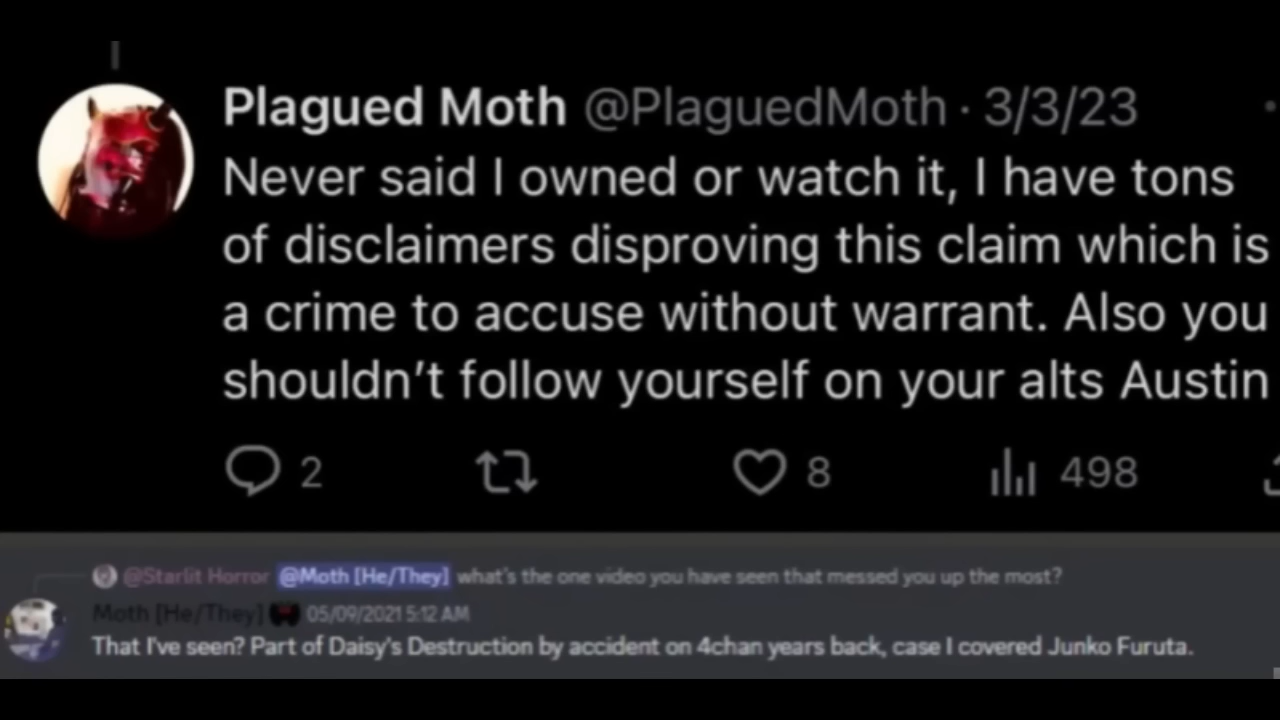 Plagued Moth @PlaguedMoth · 3/3/23
Never said I owned or watch it, I have tons
of disclaimers disproving this claim which is
a crime to accuse without warrant. Also you
shouldn't follow yourself on your alts Austin
2 8 498
@Starlit Horror @Moth [He/They] what's the one video you have seen that messed you up the most?
Moth [He/They] 05/09/2021 5:12 AM
That I've seen? Part of Daisy's Destruction by accident on 4chan years back, case I covered Junko Furuta.